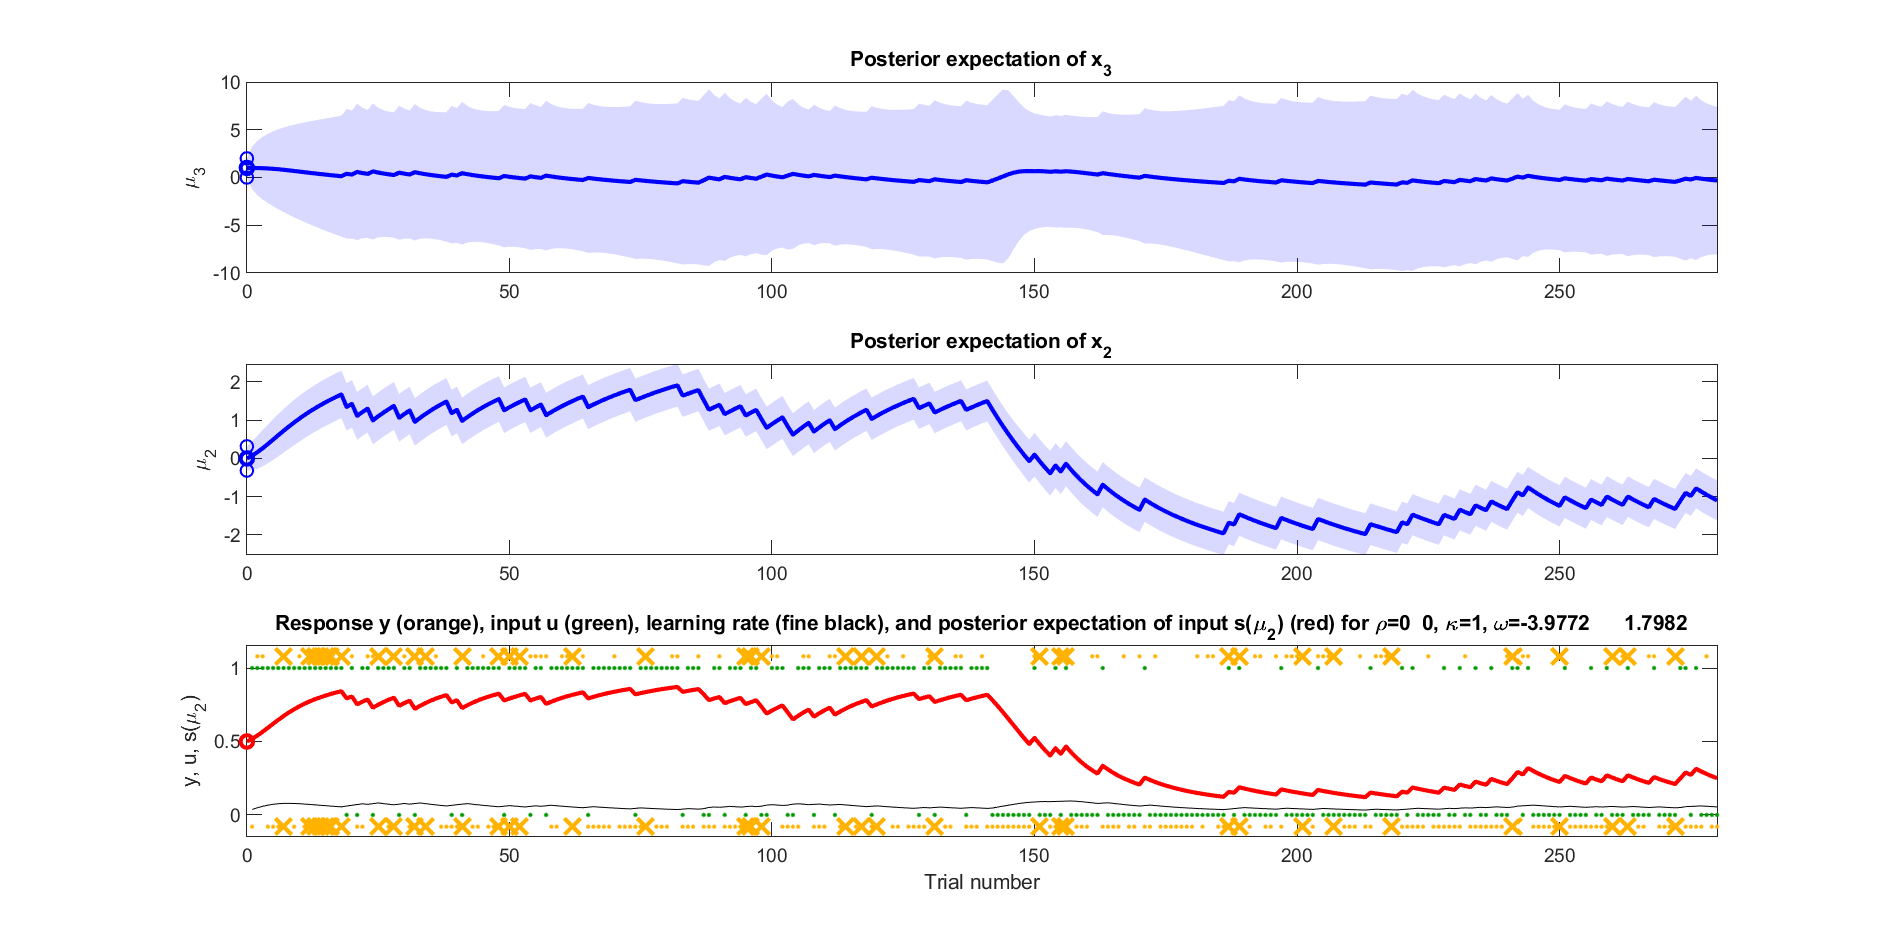 Posterior expectation of x3
10
5
0
-5
-10
μ3
0 50 100 150 200 250
Posterior expectation of x2
2
1
0
-1
-2
μ2
0 50 100 150 200 250
Response y (orange), input u (green), learning rate (fine black), and posterior expectation of input s(μ2) (red) for ρ=0 0, κ=1, ω=-3.9772 1.7982
1
0.5
0
y, u, s(μ2)
0 50 100 150 200 250
Trial number